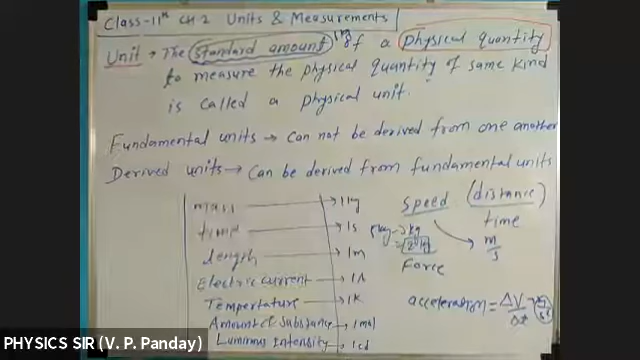 Class-11th CH.2 Units & Measurements
Unit → The standard amount of a physical quantity
to measure the physical quantity of same kind
is called a physical unit.
Fundamental units → Can not be derived from one another
Derived units → Can be derived from fundamental units
mass → 1kg
time → 1s
length → 1m
Electric current → 1A
Tempertature → 1K
Amount of Substance → 1mol
Luminous Intensity → 1cd
speed (distance)
time
m/s
Force
acceleration = ΔV/Δt
PHYSICS SIR (V. P. Panday)